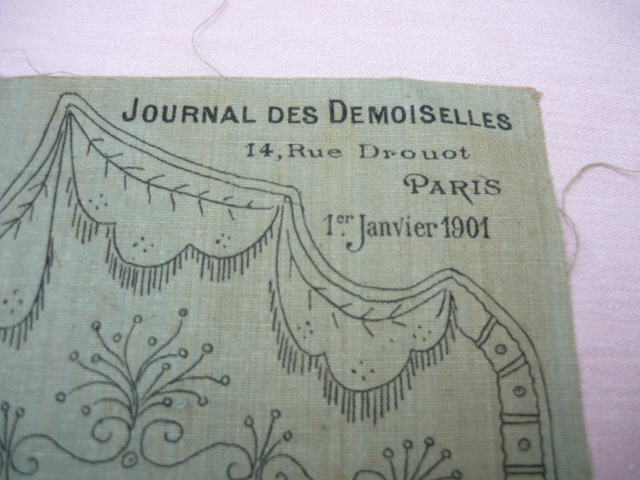 JOURNAL DES DEMOISELLES
14, Rue Drouot
PARIS
1er Janvier 1901